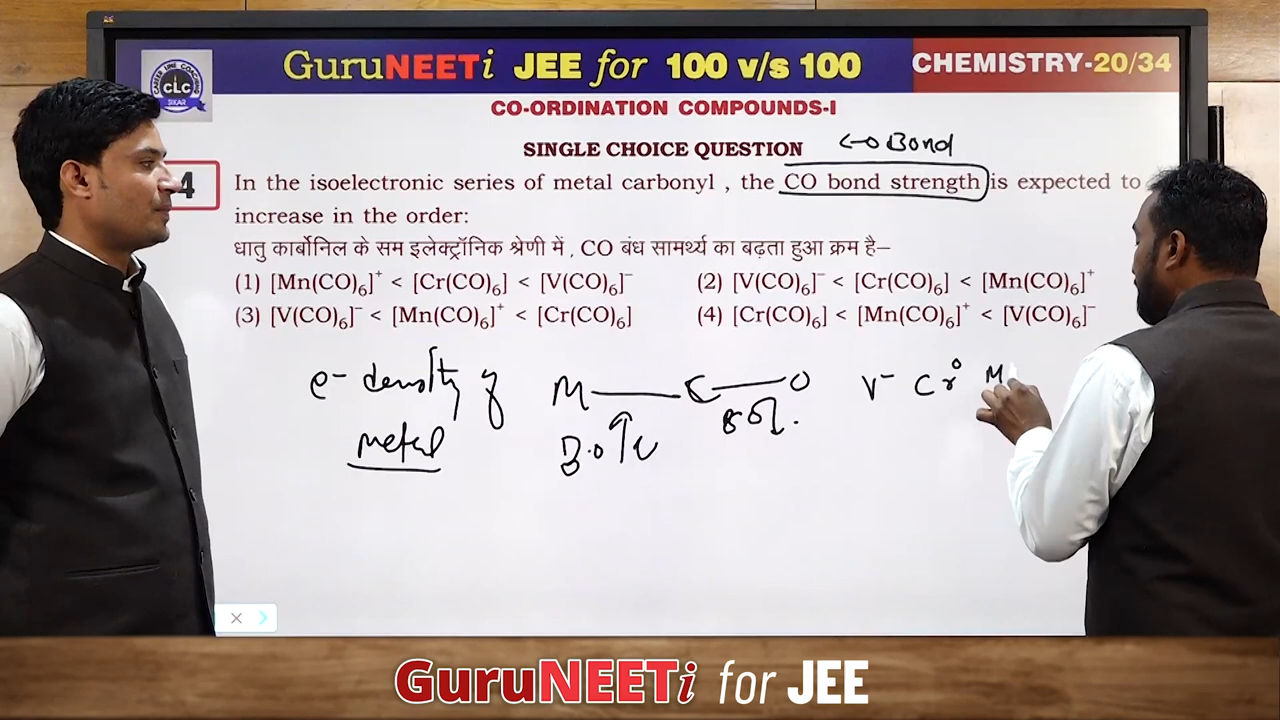 GuruNEETi JEE for 100 v/s 100
CHEMISTRY-20/34
CLC
SIKAR
CO-ORDINATION COMPOUNDS-I
SINGLE CHOICE QUESTION
Bond
4
In the isoelectronic series of metal carbonyl , the CO bond strength is expected to
increase in the order:
धातु कार्बोनिल के सम इलेक्ट्रॉनिक श्रेणी में , CO बंध सामर्थ्य का बढ़ता हुआ क्रम है–
(1) [Mn(CO)₆]⁺ < [Cr(CO)₆] < [V(CO)₆]⁻
(2) [V(CO)₆]⁻ < [Cr(CO)₆] < [Mn(CO)₆]⁺
(3) [V(CO)₆]⁻ < [Mn(CO)₆]⁺ < [Cr(CO)₆]
(4) [Cr(CO)₆] < [Mn(CO)₆]⁺ < [V(CO)₆]⁻
e⁻ density of
M—C—O
V⁻ Cr⁰ M
metal
GuruNEETi for JEE